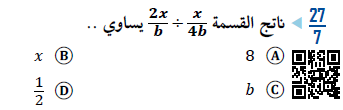 27/7 ◄ ناتج القسمة 2x/b ÷ x/4b يساوي ..
8 (A) x (B)
b (C) 1/2 (D)